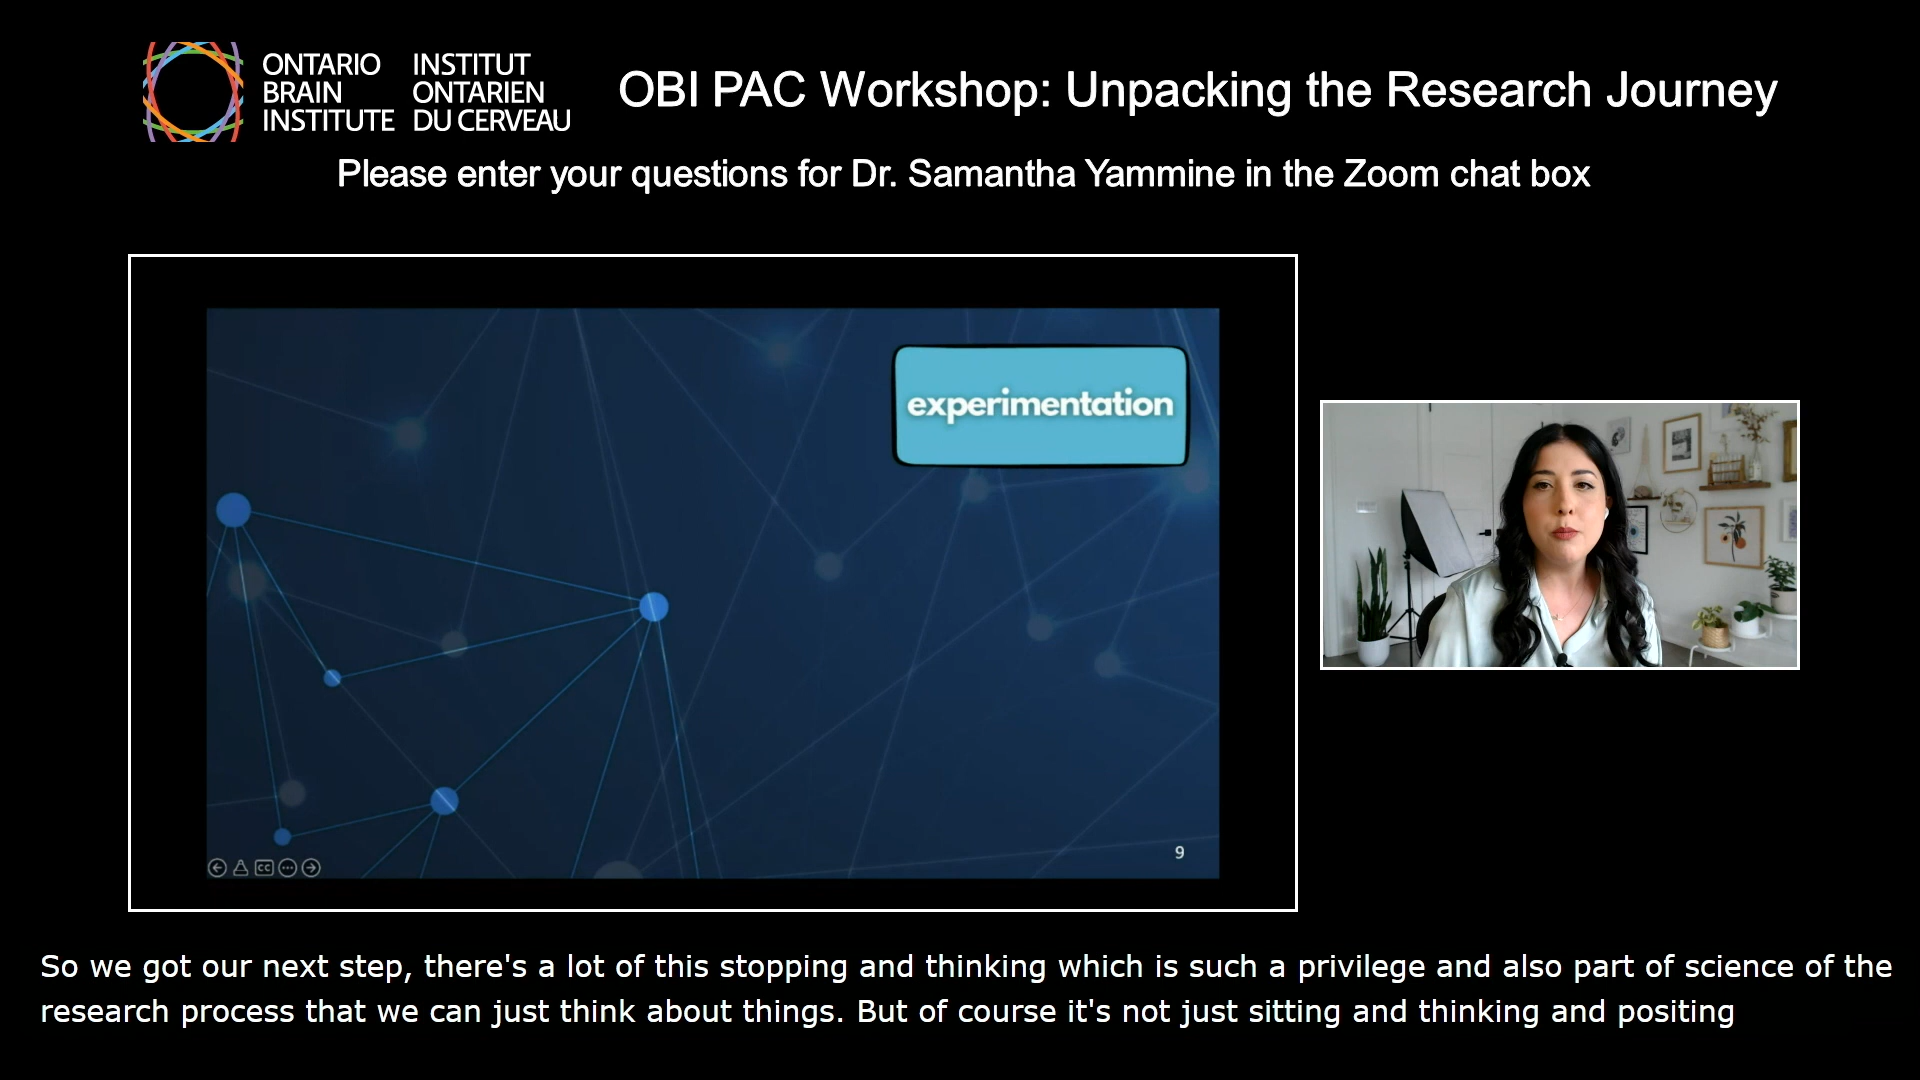 ONTARIO
BRAIN
INSTITUTE
INSTITUT
ONTARIEN
DU CERVEAU
OBI PAC Workshop: Unpacking the Research Journey
Please enter your questions for Dr. Samantha Yammine in the Zoom chat box
experimentation
9
CC
So we got our next step, there's a lot of this stopping and thinking which is such a privilege and also part of science of the
research process that we can just think about things. But of course it's not just sitting and thinking and positing